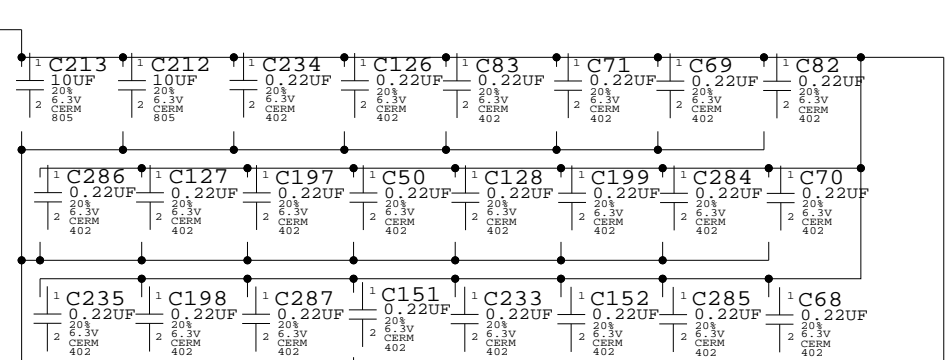 1 C213 1 C212 1 C234 1 C126 1 C83 1 C71 1 C69 1 C82
10UF 10UF 0.22UF 0.22UF 0.22UF 0.22UF 0.22UF 0.22UF
20% 20% 20% 20% 20% 20% 20% 20%
2 6.3V 2 6.3V 2 6.3V 2 6.3V 2 6.3V 2 6.3V 2 6.3V 2 6.3V
CERM CERM CERM CERM CERM CERM CERM CERM
805 805 402 402 402 402 402 402
1 C286 1 C127 1 C197 1 C50 1 C128 1 C199 1 C284 1 C70
0.22UF 0.22UF 0.22UF 0.22UF 0.22UF 0.22UF 0.22UF 0.22UF
20% 20% 20% 20% 20% 20% 20% 20%
2 6.3V 2 6.3V 2 6.3V 2 6.3V 2 6.3V 2 6.3V 2 6.3V 2 6.3V
CERM CERM CERM CERM CERM CERM CERM CERM
402 402 402 402 402 402 402 402
1 C235 1 C198 1 C287 1 C151 1 C233 1 C152 1 C285 1 C68
0.22UF 0.22UF 0.22UF 0.22UF 0.22UF 0.22UF 0.22UF 0.22UF
20% 20% 20% 20% 20% 20% 20% 20%
2 6.3V 2 6.3V 2 6.3V 2 6.3V 2 6.3V 2 6.3V 2 6.3V 2 6.3V
CERM CERM CERM CERM CERM CERM CERM CERM
402 402 402 402 402 402 402 402